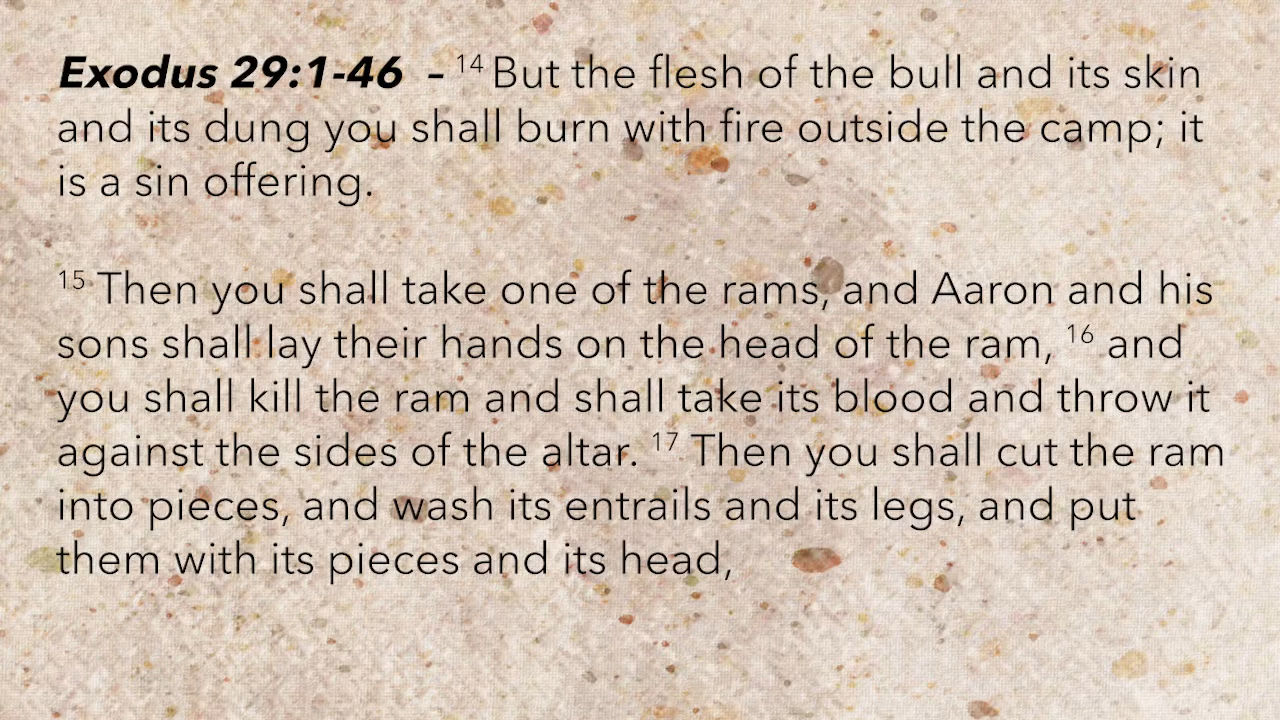 Exodus 29:1-46 – 14 But the flesh of the bull and its skin
and its dung you shall burn with fire outside the camp; it
is a sin offering.
15 Then you shall take one of the rams, and Aaron and his
sons shall lay their hands on the head of the ram, 16 and
you shall kill the ram and shall take its blood and throw it
against the sides of the altar. 17 Then you shall cut the ram
into pieces, and wash its entrails and its legs, and put
them with its pieces and its head,